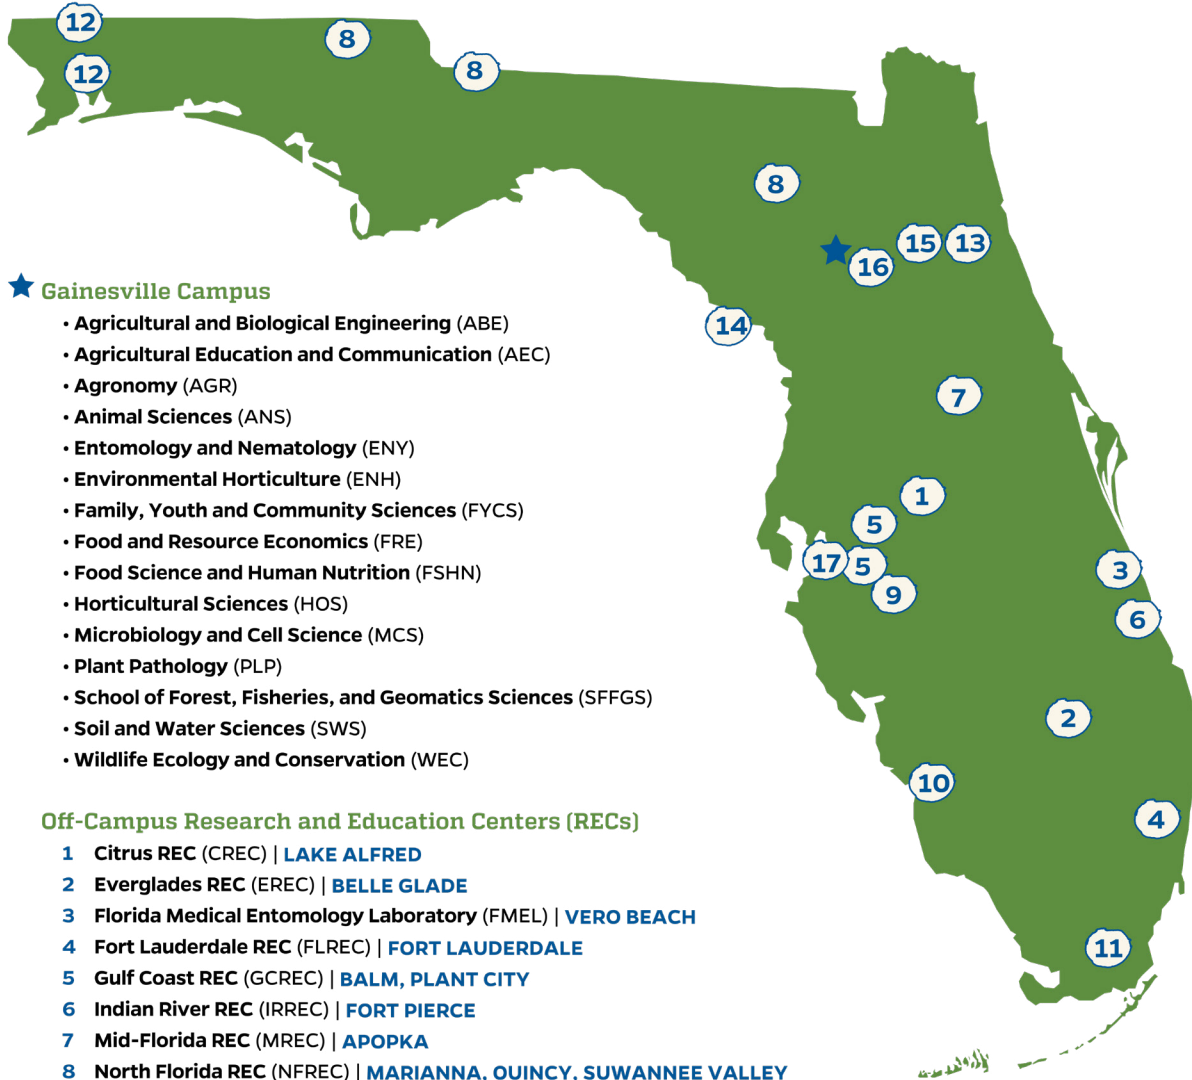 12
8
12
8
8
15
13
16
14
7
1
5
17
5
9
3
6
2
10
4
11
Gainesville Campus
• Agricultural and Biological Engineering (ABE)
• Agricultural Education and Communication (AEC)
• Agronomy (AGR)
• Animal Sciences (ANS)
• Entomology and Nematology (ENY)
• Environmental Horticulture (ENH)
• Family, Youth and Community Sciences (FYCS)
• Food and Resource Economics (FRE)
• Food Science and Human Nutrition (FSHN)
• Horticultural Sciences (HOS)
• Microbiology and Cell Science (MCS)
• Plant Pathology (PLP)
• School of Forest, Fisheries, and Geomatics Sciences (SFFGS)
• Soil and Water Sciences (SWS)
• Wildlife Ecology and Conservation (WEC)
Off-Campus Research and Education Centers (RECs)
1 Citrus REC (CREC) | LAKE ALFRED
2 Everglades REC (EREC) | BELLE GLADE
3 Florida Medical Entomology Laboratory (FMEL) | VERO BEACH
4 Fort Lauderdale REC (FLREC) | FORT LAUDERDALE
5 Gulf Coast REC (GCREC) | BALM, PLANT CITY
6 Indian River REC (IRREC) | FORT PIERCE
7 Mid-Florida REC (MREC) | APOPKA
8 North Florida REC (NFREC) | MARIANNA, QUINCY, SUWANNEE VALLEY